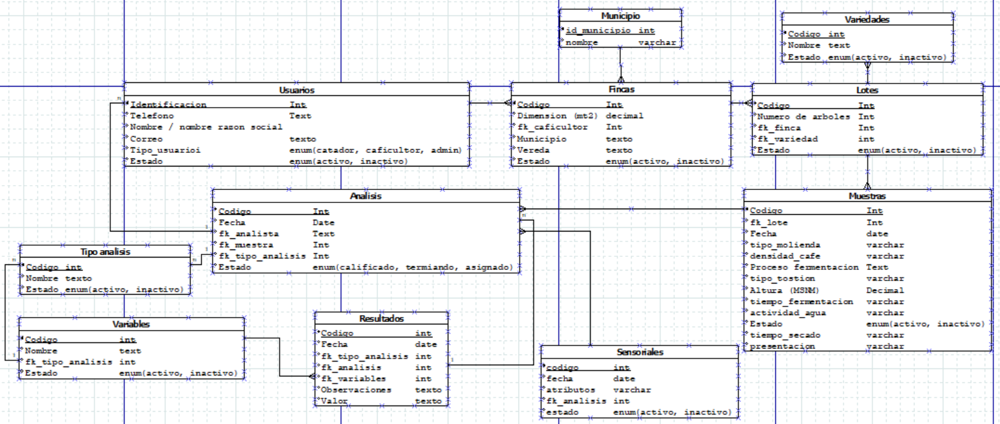 Municipio
id_municipio int
nombre varchar
Variedades
Codigo int
Nombre text
Estado enum(activo, inactivo)
Usuarios
Identificacion Int
Telefono Text
Nombre / nombre razon social
Correo texto
Tipo_usuarioi enum(catador, caficultor, admin)
Estado enum(activo, inactivo)
Fincas
Codigo Int
Dimension (mt2) decimal
fk_caficultor Int
Municipio texto
Vereda texto
Estado enum(activo, inactivo)
Lotes
Codigo Int
Numero de arboles Int
fk_finca Int
fk_variedad int
Estado enum(activo, inactivo)
m
1
Analisis
Codigo Int
Fecha Date
fk_analista Text
fk_muestra Int
fk_tipo_analisis Int
Estado enum(calificado, termiando, asignado)
m
1
m
Muestras
Codigo Int
fk_lote Int
Fecha date
tipo_molienda varchar
densidad_cafe varchar
Proceso fermentacion Text
tipo_tostion varchar
Altura (MSNM) Decimal
tiempo_fermentacion varchar
actividad_agua varchar
Estado enum(activo, inactivo)
tiempo_secado varchar
presentacion varchar
Tipo analisis
Codigo int
Nombre texto
Estado enum(activo, inactivo)
m
1
Variables
Codigo int
Nombre text
fk_tipo_analisis int
Estado enum(activo, inactivo)
Resultados
Codigo int
Fecha date
fk_tipo_analisis int
fk_analisis int
fk_variables int
Observaciones texto
Valor texto
1
Sensoriales
codigo int
fecha date
atributos varchar
fk_analisis int
estado enum(activo, inactivo)